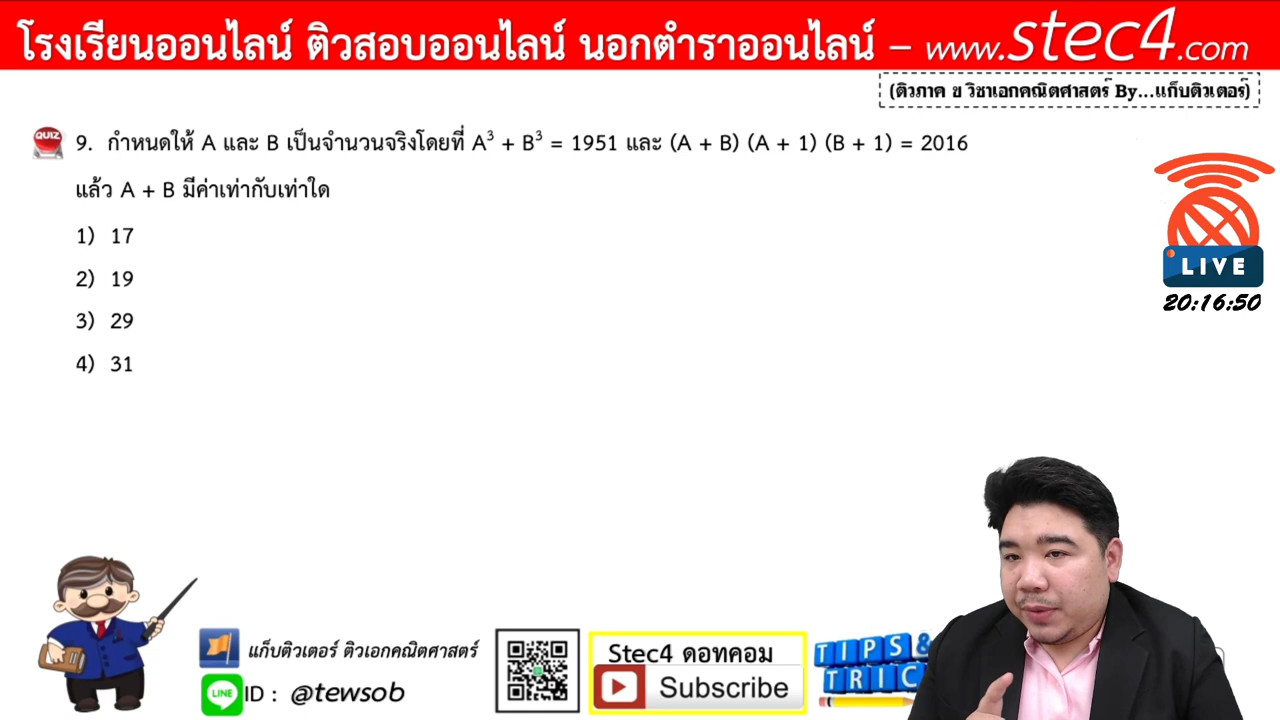 โรงเรียนออนไลน์ ติวสอบออนไลน์ นอกตำราออนไลน์ – www.stec4.com
(ติวภาค ข วิชาเอกคณิตศาสตร์ By...แก็บติวเตอร์)
QUIZ
9. กำหนดให้ A และ B เป็นจำนวนจริงโดยที่ A³ + B³ = 1951 และ (A + B) (A + 1) (B + 1) = 2016
แล้ว A + B มีค่าเท่ากับเท่าใด
1) 17
2) 19
3) 29
4) 31
LIVE
20:16:50
แก็บติวเตอร์ ติวเอกคณิตศาสตร์
LINE ID : @tewsob
Stec4 ดอทคอม
Subscribe
TIPS &